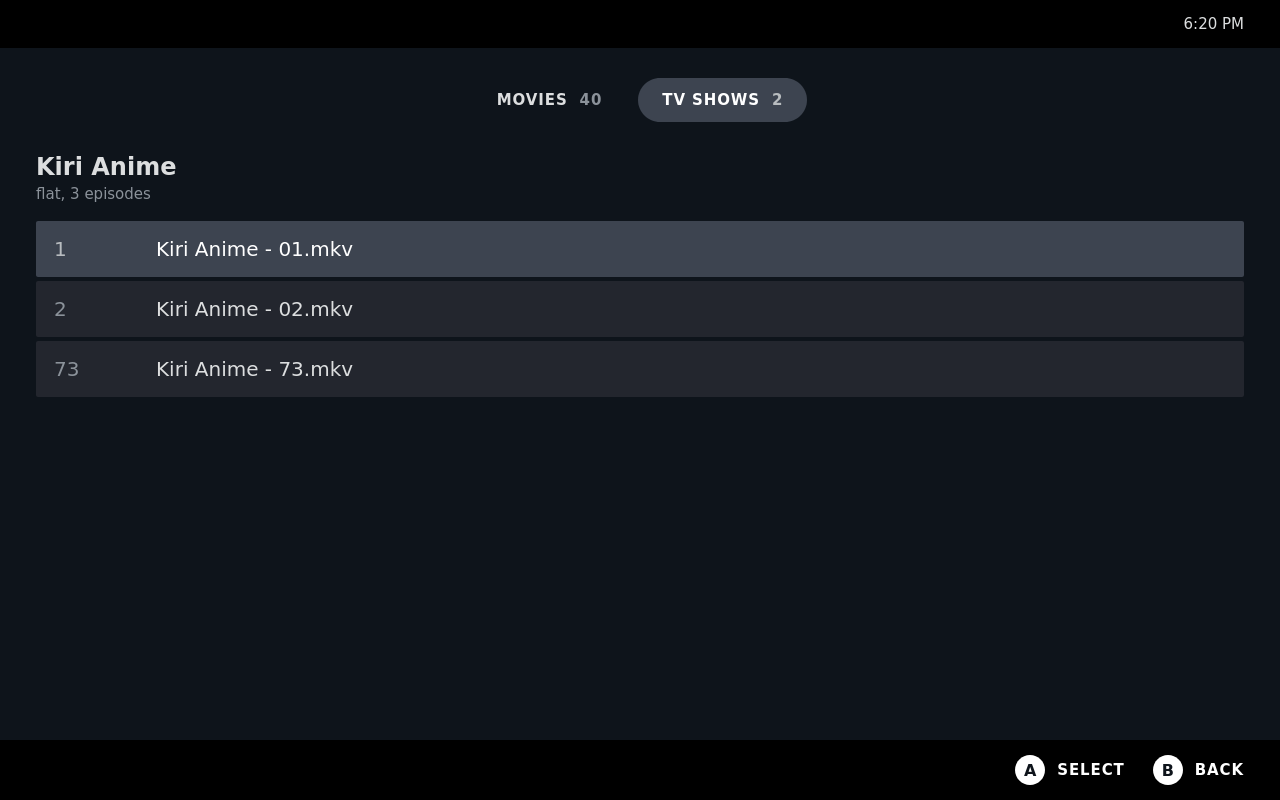 6:20 PM
MOVIES 40 TV SHOWS 2
Kiri Anime
flat, 3 episodes
1 Kiri Anime - 01.mkv
2 Kiri Anime - 02.mkv
73 Kiri Anime - 73.mkv
A SELECT B BACK